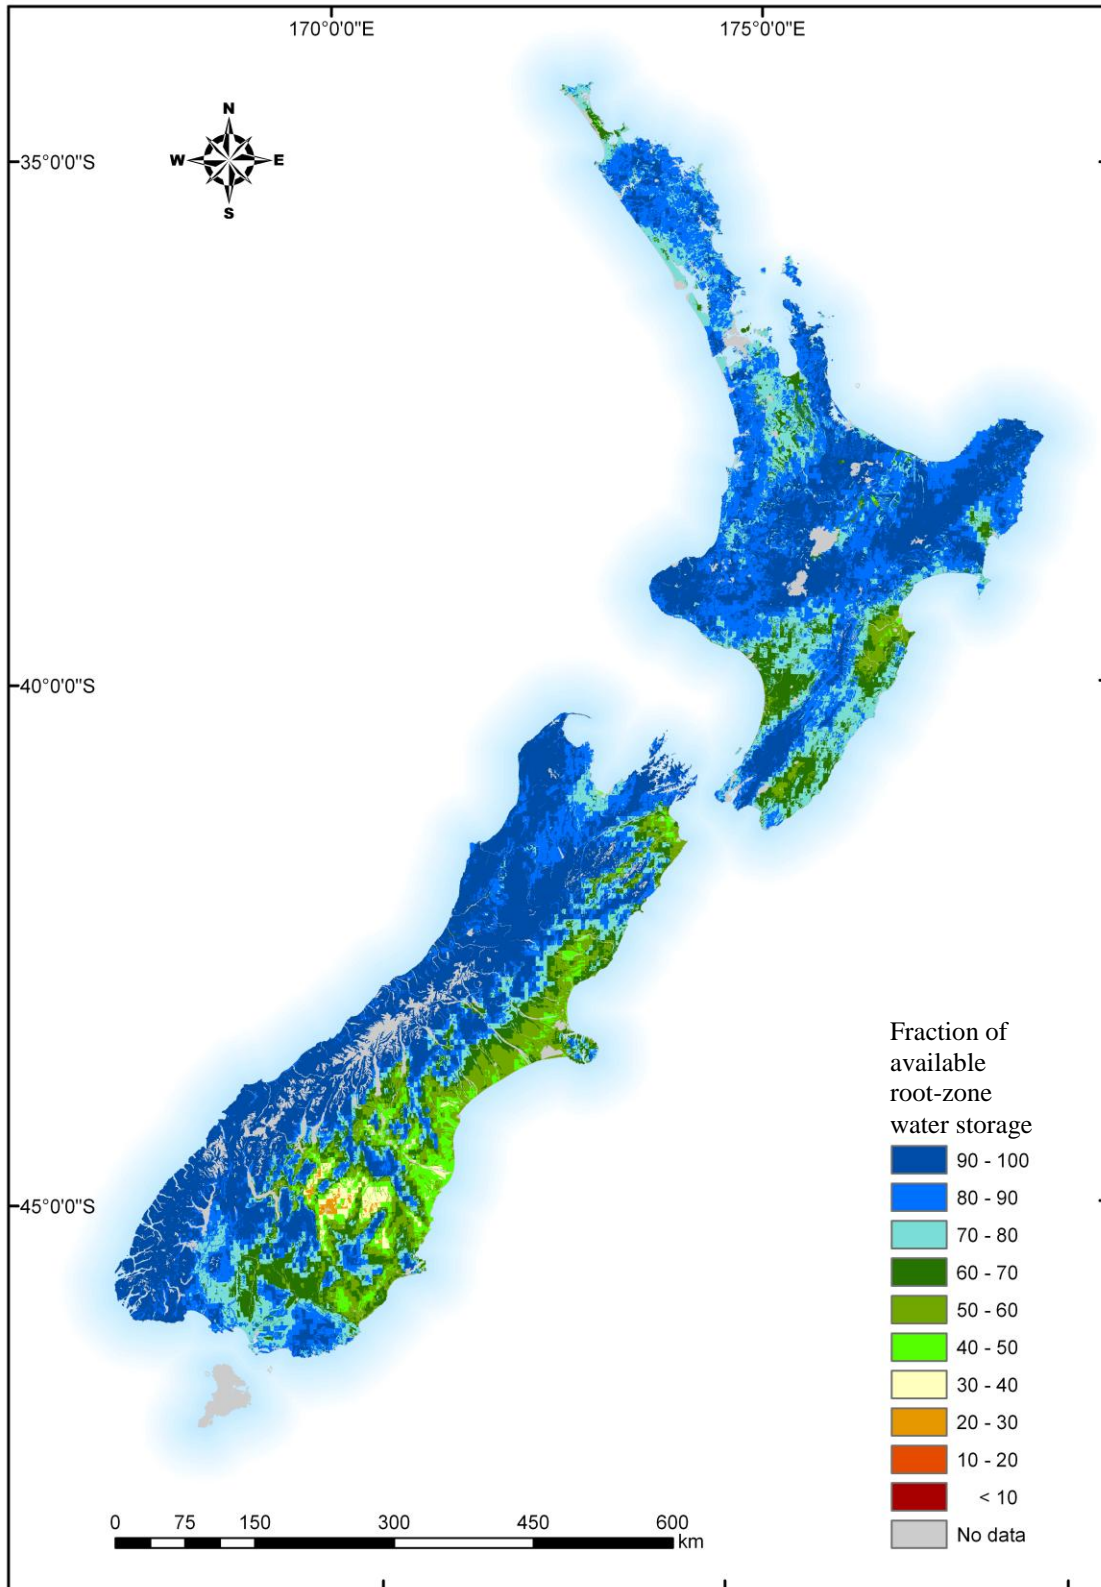 170°0'0"E
175°0'0"E
N
W
E
S
35°0'0"S
40°0'0"S
45°0'0"S
Fraction of
available
root-zone
water storage
90 - 100
80 - 90
70 - 80
60 - 70
50 - 60
40 - 50
30 - 40
20 - 30
10 - 20
< 10
No data
0 75 150 300 450 600
km